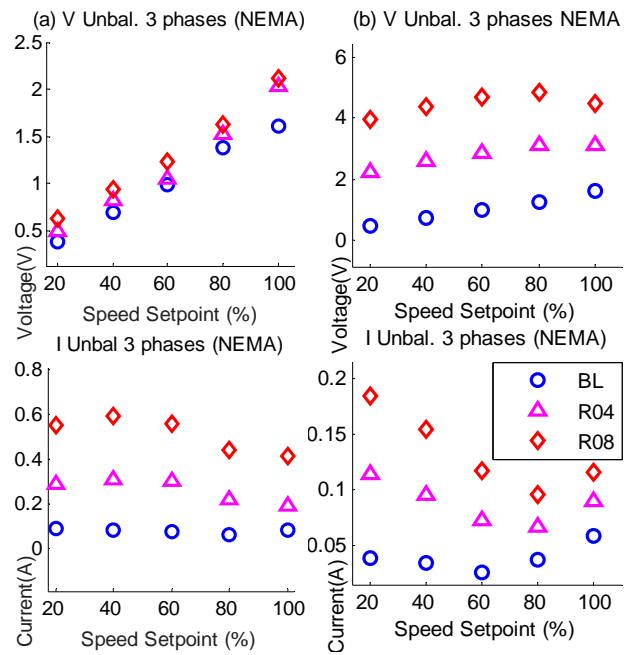 (a) V Unbal. 3 phases (NEMA)
2.5
2
1.5
1
0.5
Voltage(V)
20 40 60 80 100
Speed Setpoint (%)
(b) V Unbal. 3 phases NEMA
6
4
2
0
Voltage(V)
20 40 60 80 100
Speed Setpoint (%)
I Unbal 3 phases (NEMA)
0.8
0.6
0.4
0.2
0
Current(A)
20 40 60 80 100
Speed Setpoint (%)
I Unbal. 3 phases (NEMA)
0.2
0.15
0.1
0.05
Current(A)
BL
R04
R08
20 40 60 80 100
Speed Setpoint (%)